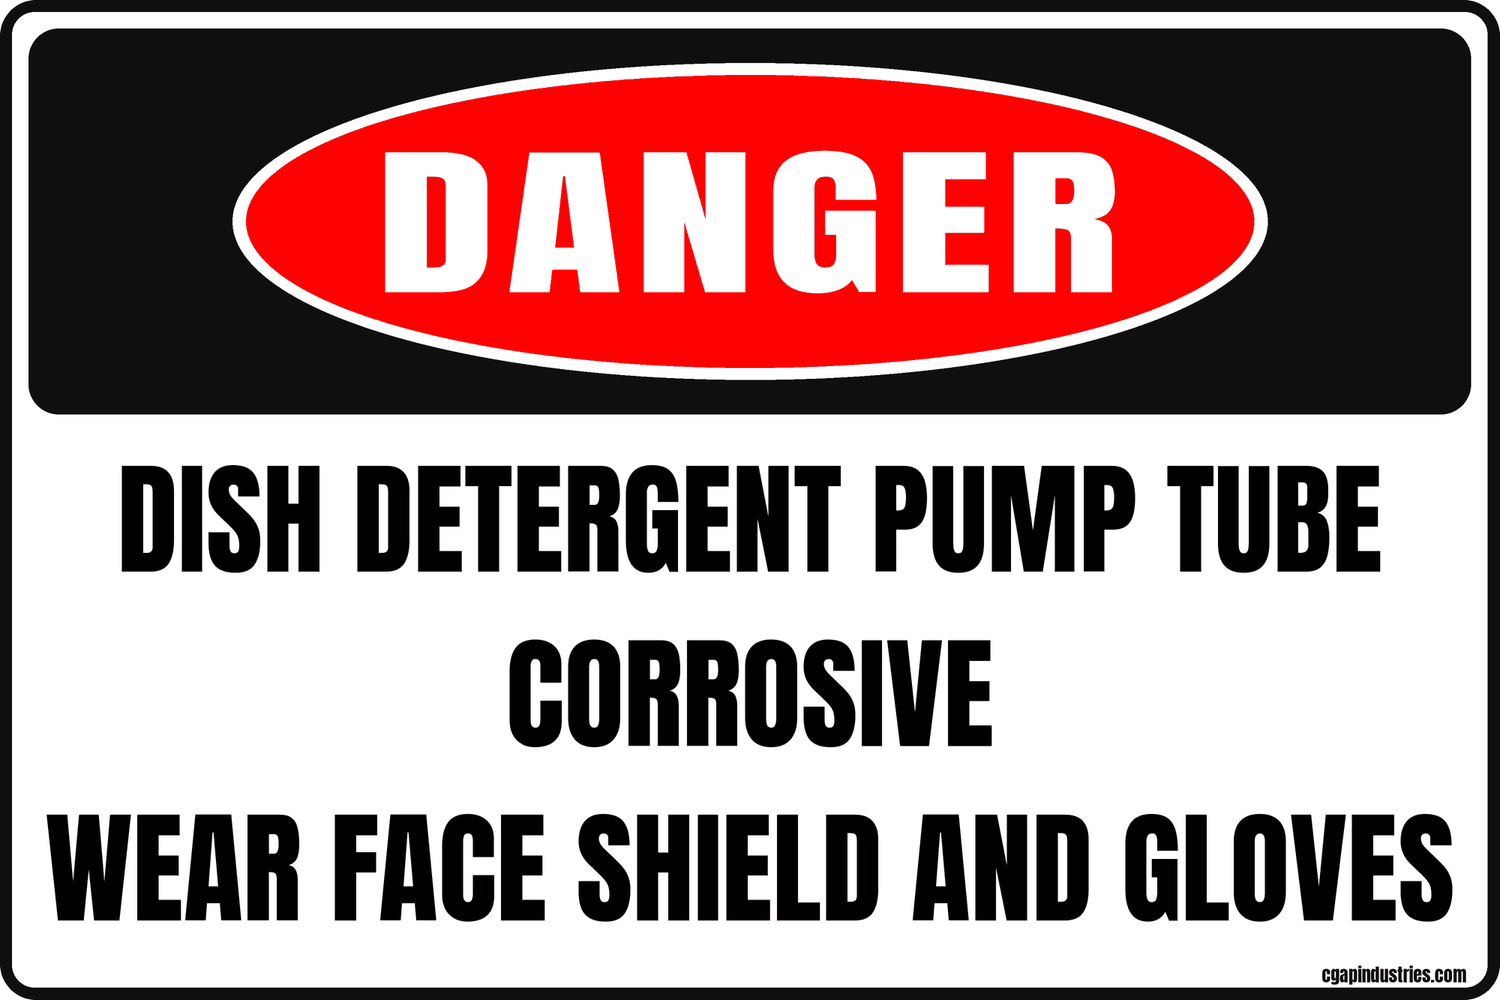 DANGER
DISH DETERGENT PUMP TUBE
CORROSIVE
WEAR FACE SHIELD AND GLOVES
cgapindustries.com